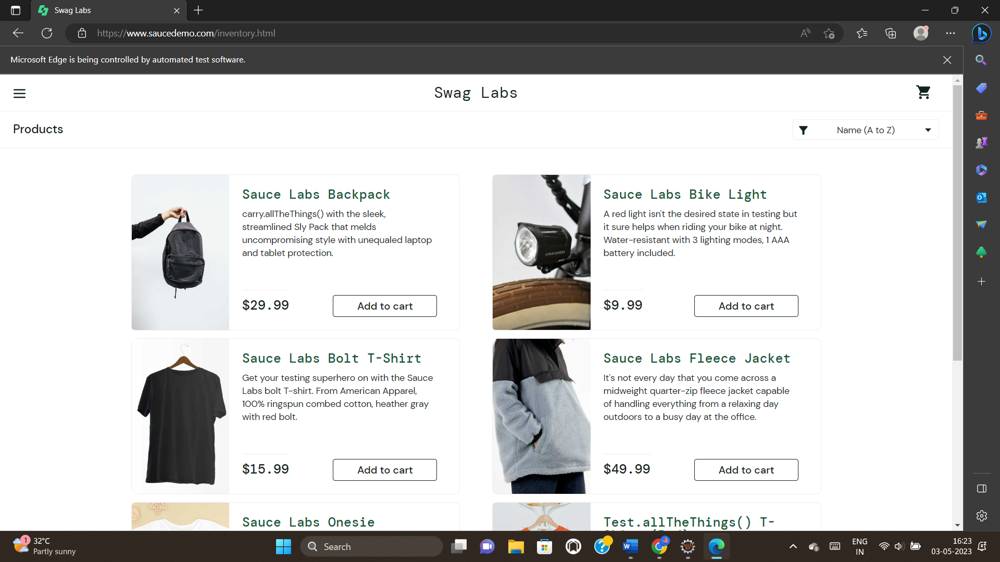 Swag Labs
https://www.saucedemo.com/inventory.html
Microsoft Edge is being controlled by automated test software.
Swag Labs
Products
Name (A to Z)
Sauce Labs Backpack
carry.allTheThings() with the sleek,
streamlined Sly Pack that melds
uncompromising style with unequaled laptop
and tablet protection.
$29.99
Add to cart
Sauce Labs Bike Light
A red light isn't the desired state in testing but
it sure helps when riding your bike at night.
Water-resistant with 3 lighting modes, 1 AAA
battery included.
STAR UNION
$9.99
Add to cart
Sauce Labs Bolt T-Shirt
Get your testing superhero on with the Sauce
Labs bolt T-shirt. From American Apparel,
100% ringspun combed cotton, heather gray
with red bolt.
$15.99
Add to cart
Sauce Labs Fleece Jacket
It's not every day that you come across a
midweight quarter-zip fleece jacket capable
of handling everything from a relaxing day
outdoors to a busy day at the office.
$49.99
Add to cart
Sauce Labs Onesie
Test.allTheThings() T-
1
32°C
Partly sunny
Search
ENG
IN
16:23
03-05-2023